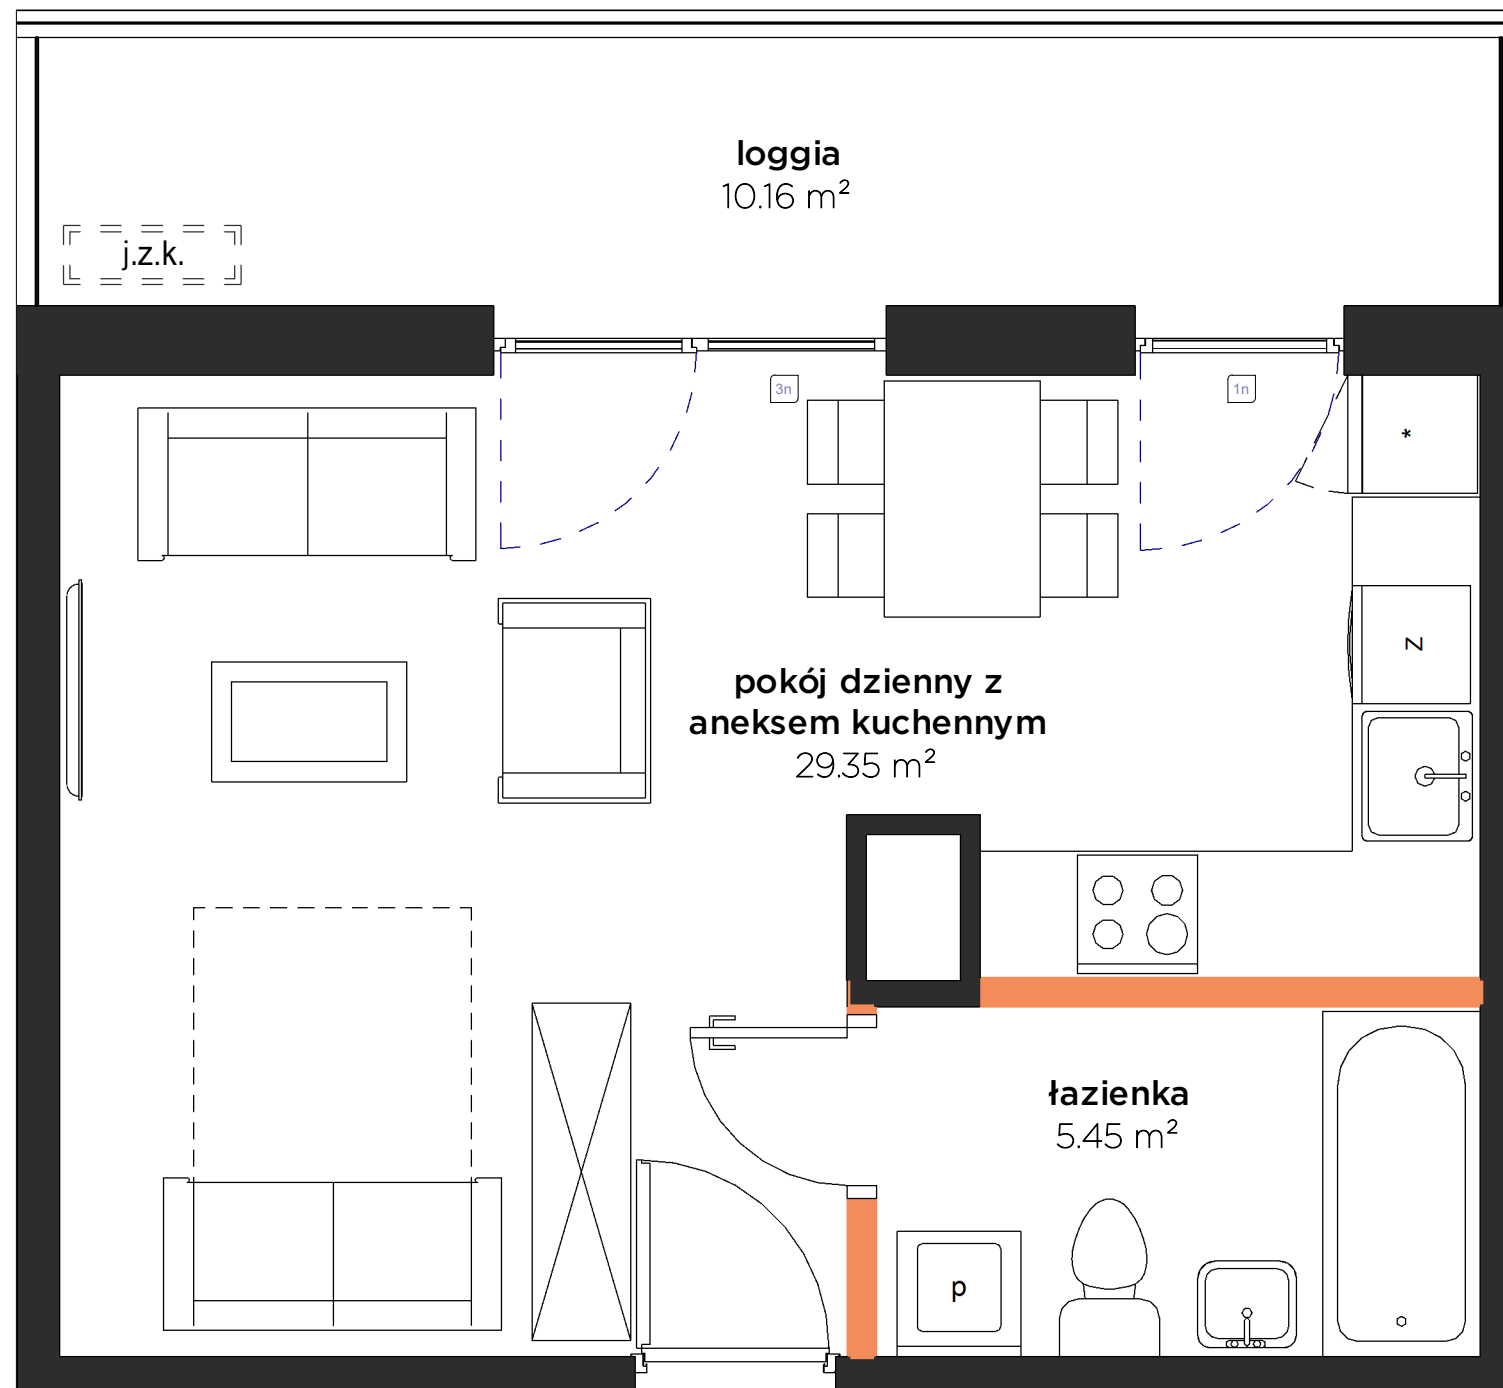 loggia
10.16 m²
j.z.k.
3n
1n
*
Z
pokój dzienny z
aneksem kuchennym
29.35 m²
łazienka
5.45 m²
p